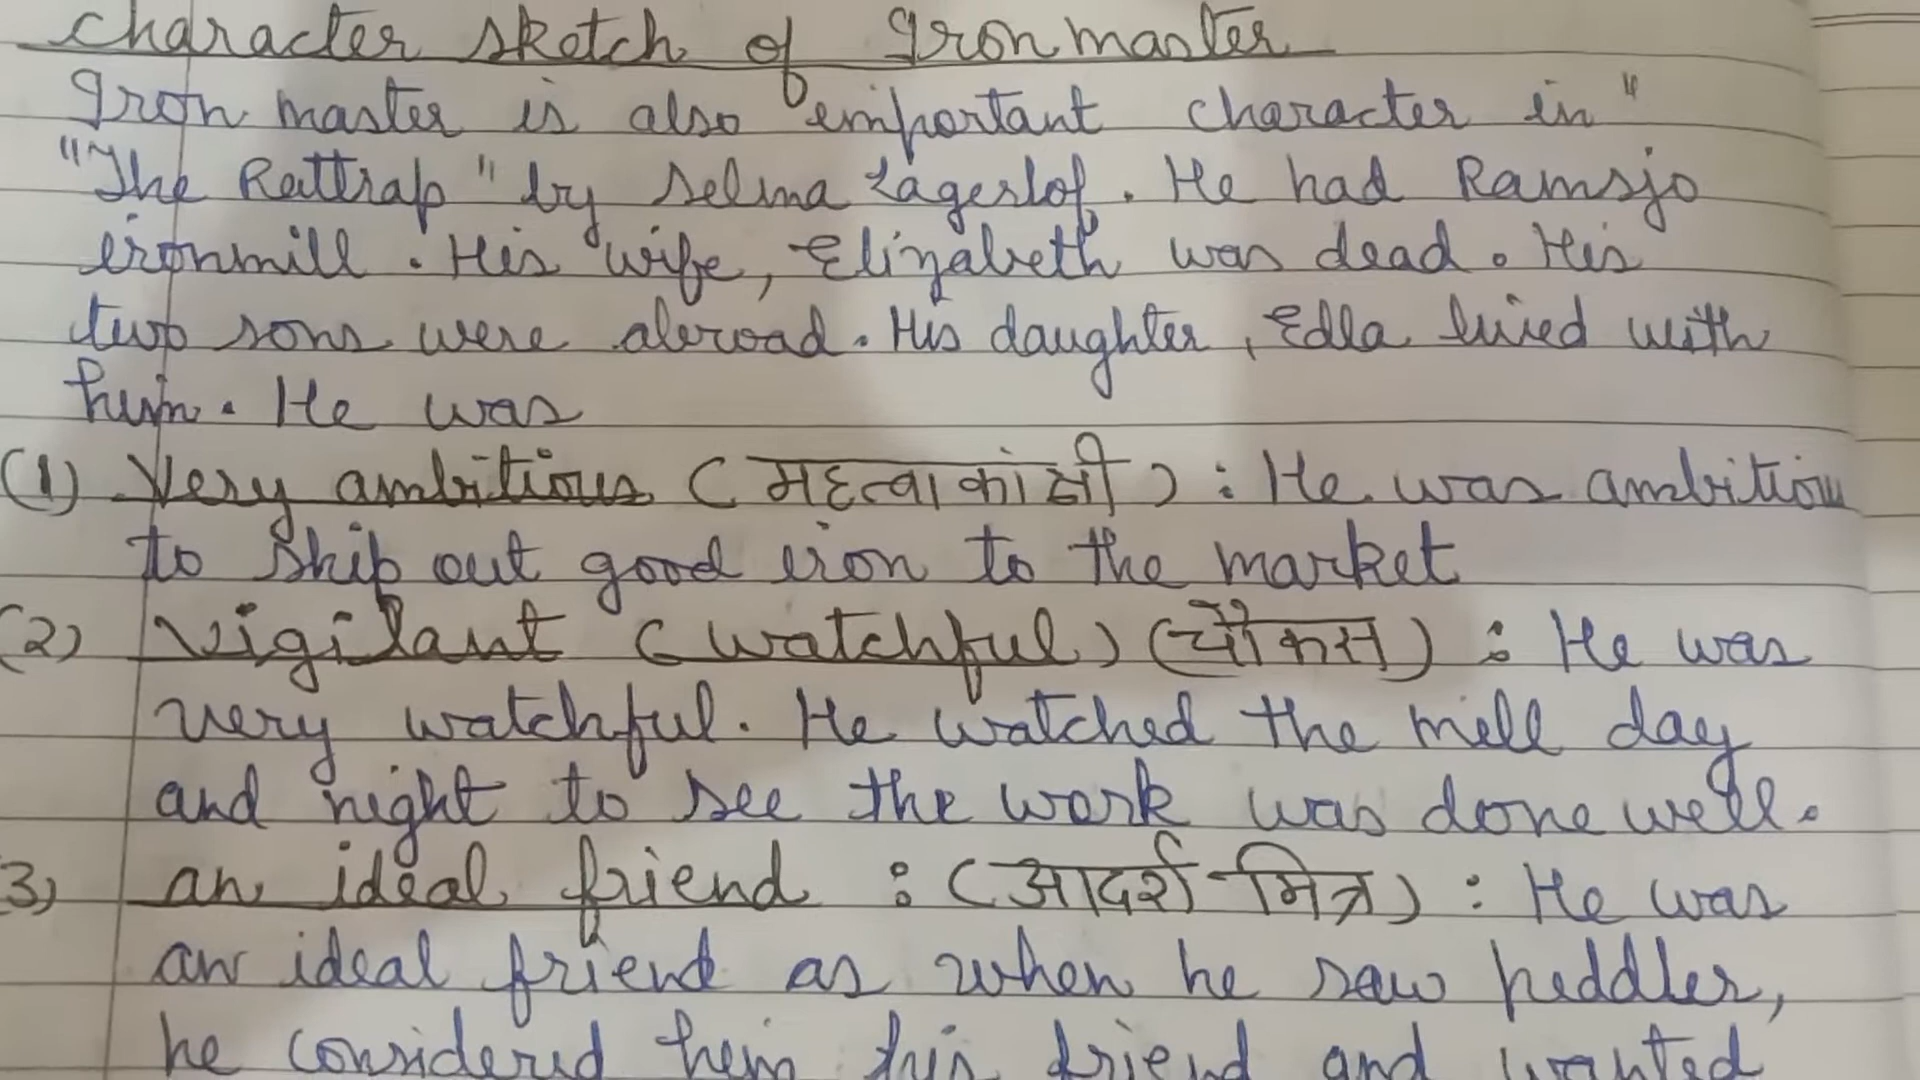 character sketch of Ironmaster
Iron master is also important character in "
"The Rattrap" by Selma Lagerlof. He had Ramsjo
ironmill. His wife, Elizabeth was dead. His
two sons were abroad. His daughter, Edla lived with
him. He was
(1) Very ambitious (महत्वाकांक्षी) : He was ambitiou
to ship out good iron to the market
(2) Vigilant (watchful) (चौकस) : He was
very watchful. He watched the mill day
and night to see the work was done well.
3) an ideal friend : (आदर्श मित्र) : He was
an ideal friend as when he saw peddler,
he considered him his friend and wanted